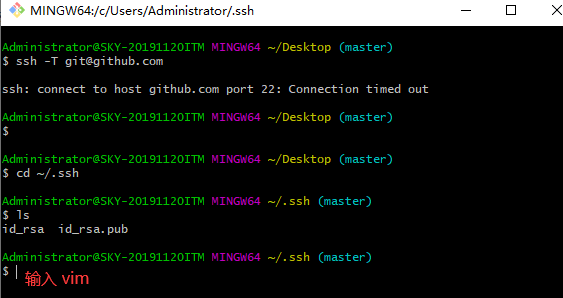 MINGW64:/c/Users/Administrator/.ssh
Administrator@SKY-20191120ITM MINGW64 ~/Desktop (master)
$ ssh -T git@github.com
ssh: connect to host github.com port 22: Connection timed out
Administrator@SKY-20191120ITM MINGW64 ~/Desktop (master)
$
Administrator@SKY-20191120ITM MINGW64 ~/Desktop (master)
$ cd ~/.ssh
Administrator@SKY-20191120ITM MINGW64 ~/.ssh (master)
$ ls
id_rsa  id_rsa.pub
Administrator@SKY-20191120ITM MINGW64 ~/.ssh (master)
$ 输入 vim